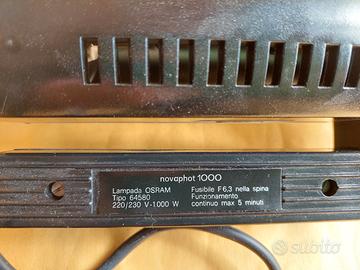 novaphot 1000
Lampada OSRAM
Tipo 64580
220/230 V-1000 W
Fusibile F6,3 nella spina
Funzionamento
continuo max 5 minuti
subito